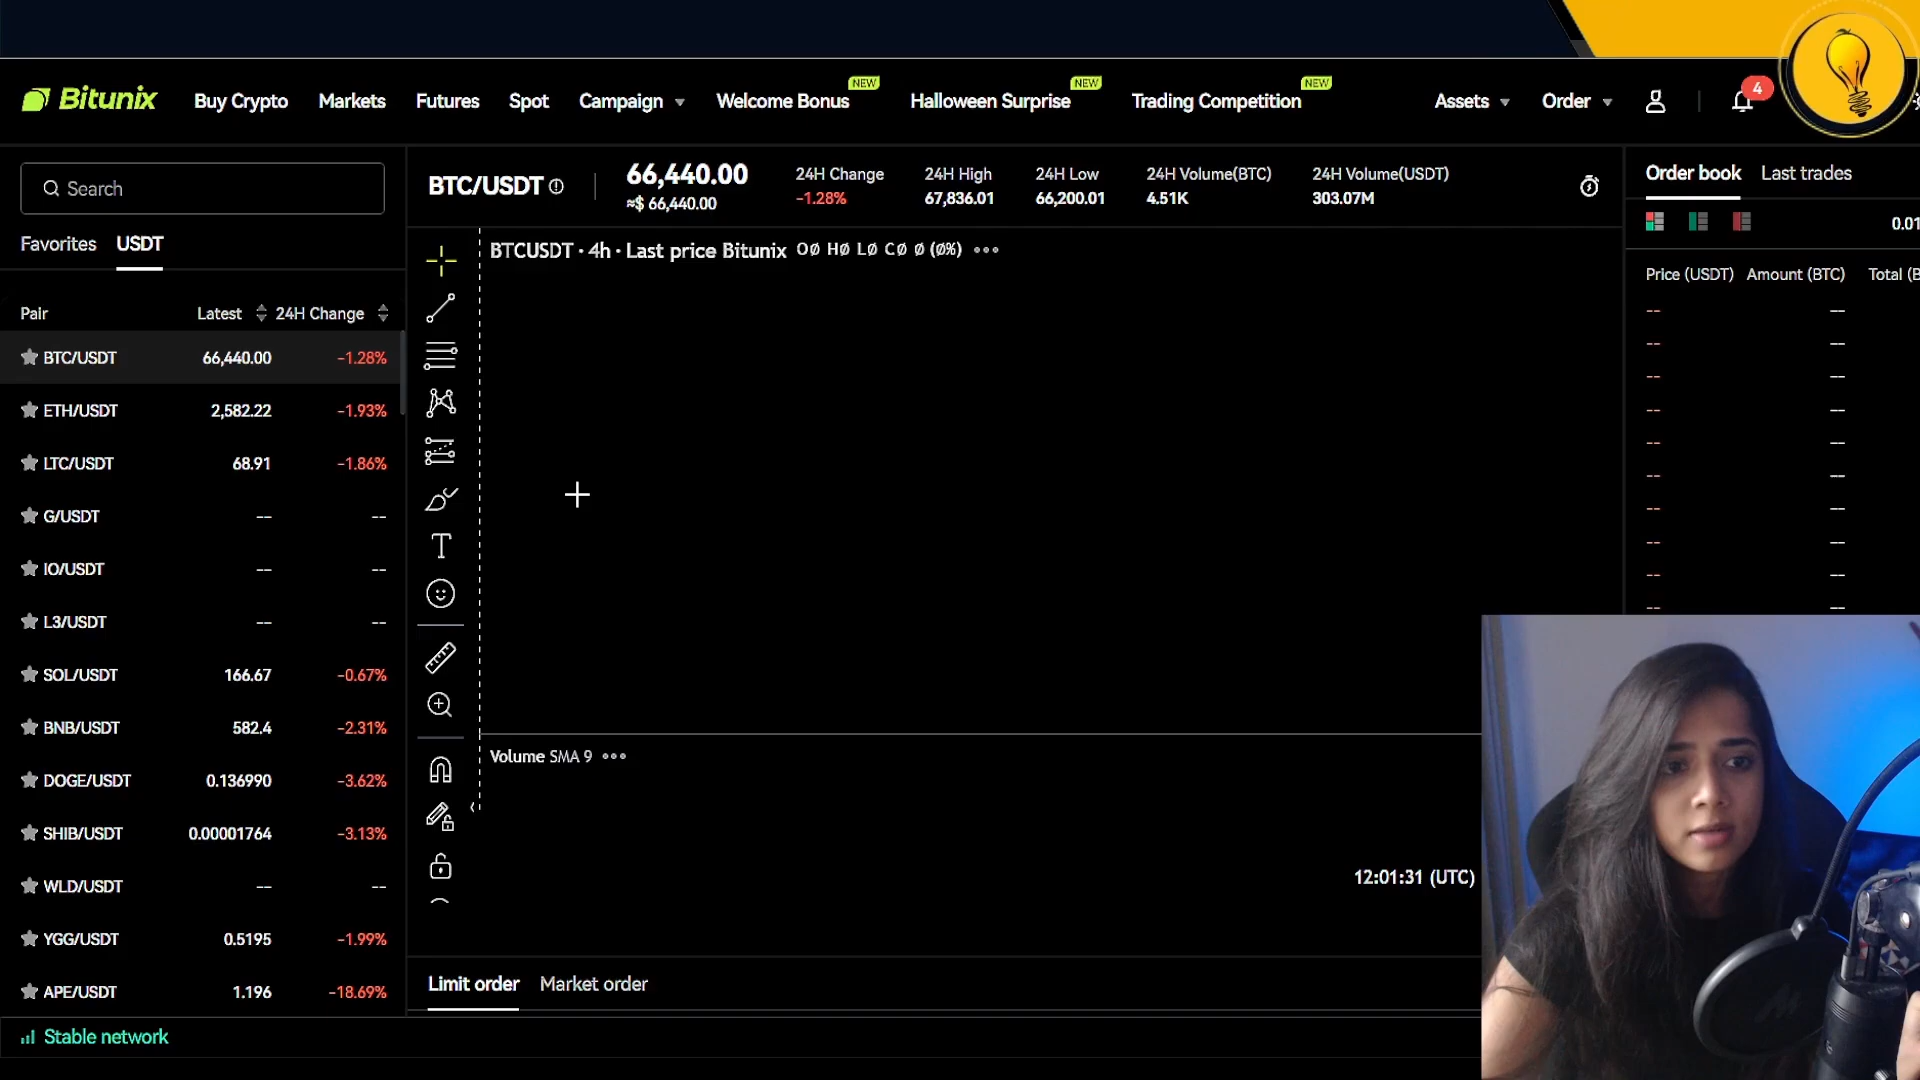 Bitunix
Buy Crypto Markets Futures Spot Campaign Welcome Bonus NEW Halloween Surprise NEW Trading Competition NEW Assets Order 4
Search
Favorites USDT
Pair Latest 24H Change
BTC/USDT 66,440.00 -1.28%
ETH/USDT 2,582.22 -1.93%
LTC/USDT 68.91 -1.86%
G/USDT -- --
IO/USDT -- --
L3/USDT -- --
SOL/USDT 166.67 -0.67%
BNB/USDT 582.4 -2.31%
DOGE/USDT 0.136990 -3.62%
SHIB/USDT 0.00001764 -3.13%
WLD/USDT -- --
YGG/USDT 0.5195 -1.99%
APE/USDT 1.196 -18.69%
Stable network
BTC/USDT
66,440.00
≈$ 66,440.00
24H Change
-1.28%
24H High
67,836.01
24H Low
66,200.01
24H Volume(BTC)
4.51K
24H Volume(USDT)
303.07M
BTCUSDT · 4h · Last price Bitunix O∅ H∅ L∅ C∅ ∅ (∅%)
Volume SMA 9
12:01:31 (UTC)
Limit order Market order
Order book Last trades
0.01
Price (USDT) Amount (BTC) Total (B
-- --
-- --
-- --
-- --
-- --
-- --
-- --
-- --
-- --
-- --